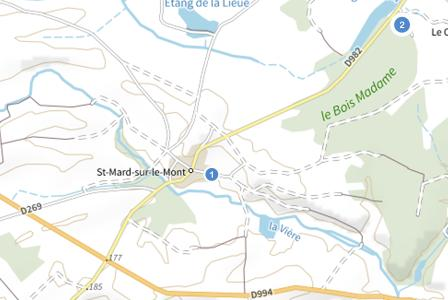 Étang de la Lieue
2
Le C
D982
le Bois Madame
St-Mard-sur-le-Mont
1
D269
la Vière
177
185
D994